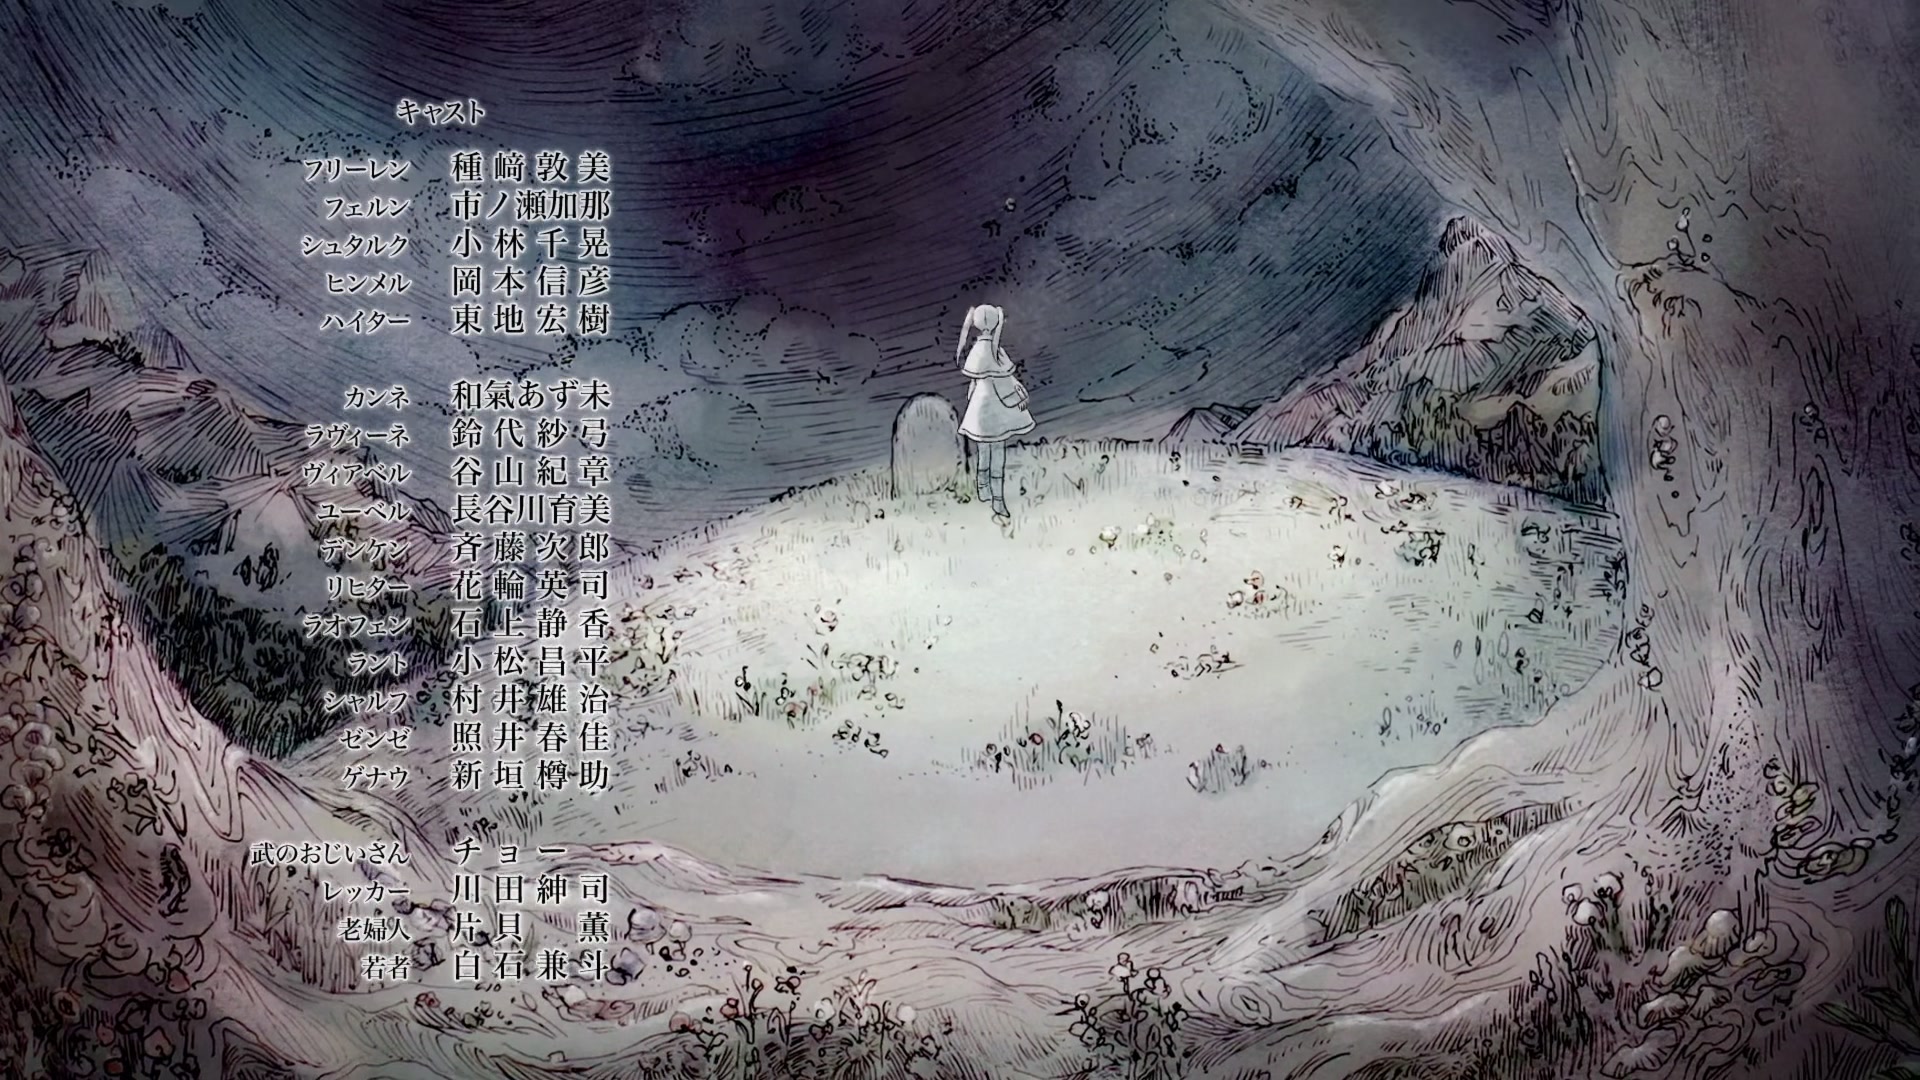 キャスト
フリーレン 種﨑敦美
フェルン 市ノ瀬加那
シュタルク 小林千晃
ヒンメル 岡本信彦
ハイター 東地宏樹
カンネ 和氣あず未
ラヴィーネ 鈴代紗弓
ヴィアベル 谷山紀章
ユーベル 長谷川育美
デンケン 斉藤次郎
リヒター 花輪英司
ラオフェン 石上静香
ラント 小松昌平
シャルフ 村井雄治
ゼンゼ 照井春佳
ゲナウ 新垣樽助
武のおじいさん チョー
レッカー 川田紳司
老婦人 片貝薫
若者 白石兼斗